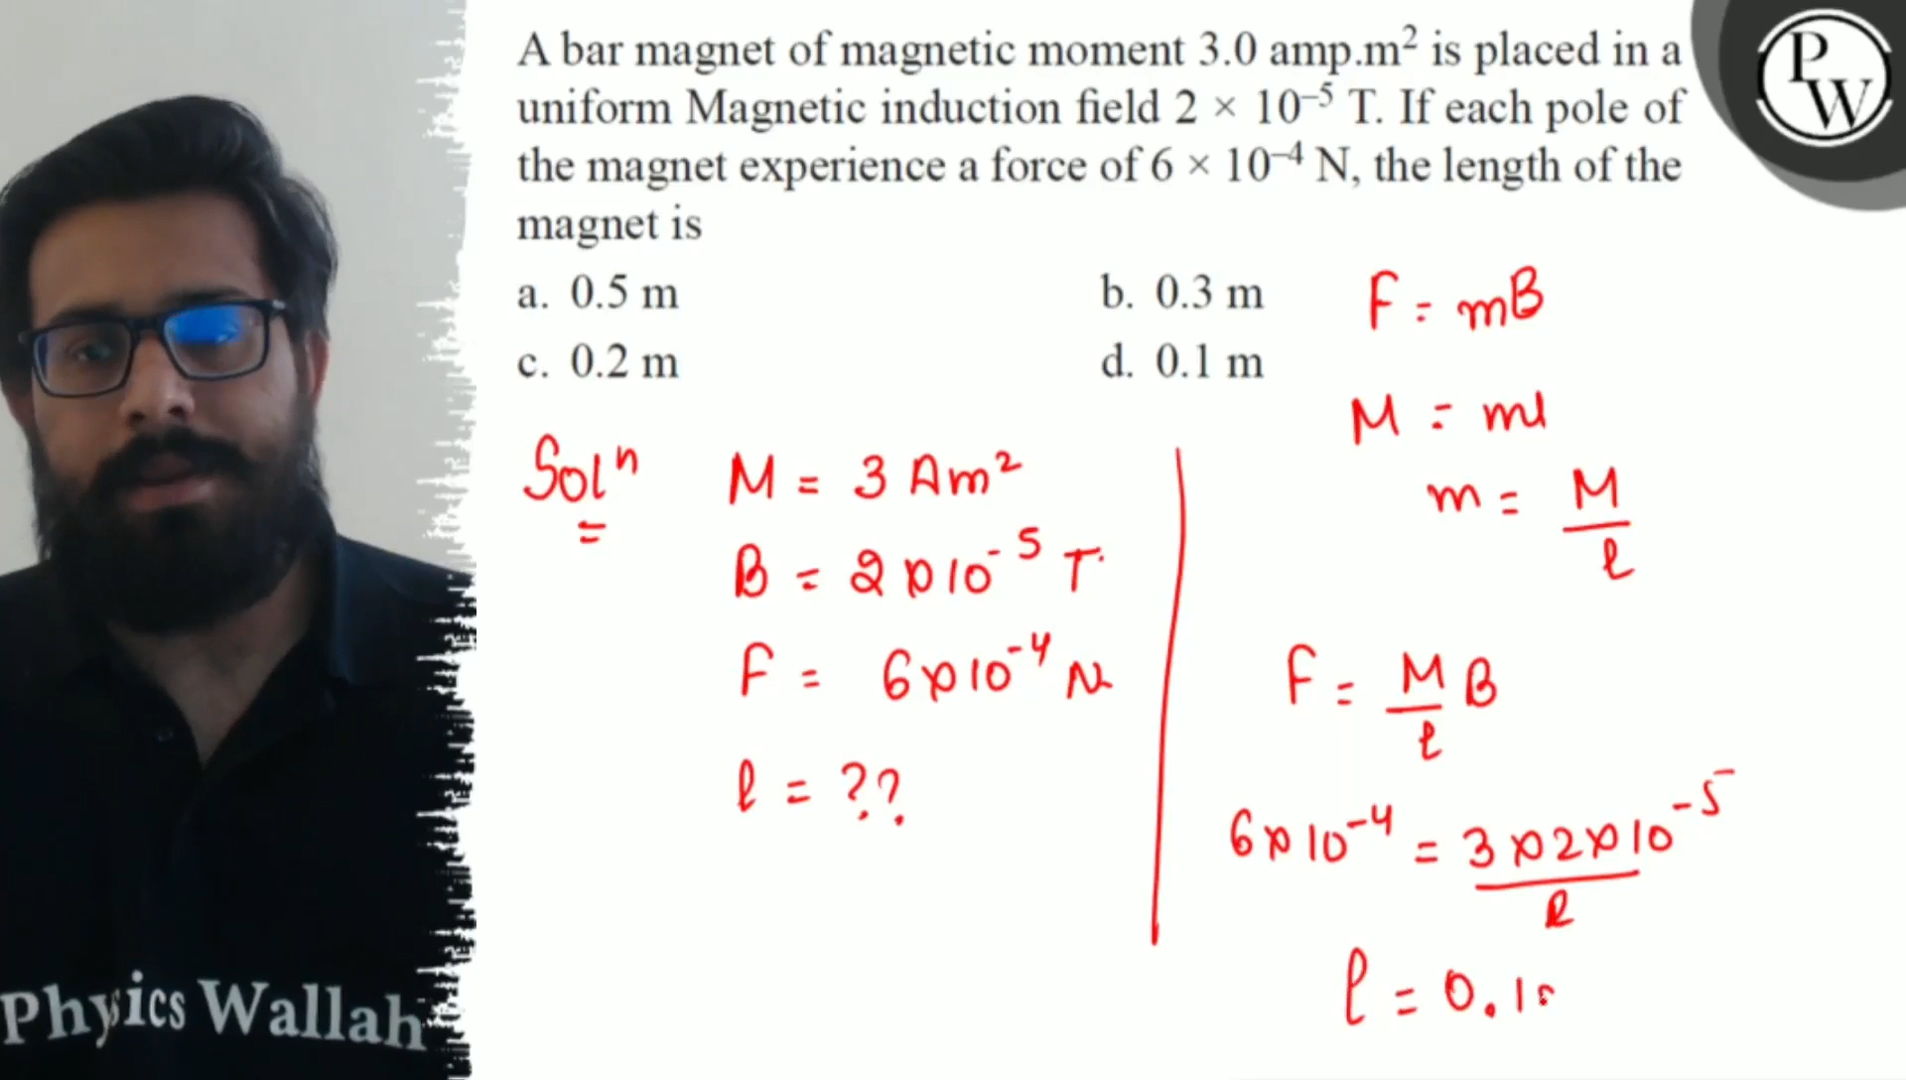 A bar magnet of magnetic moment 3.0 amp.m² is placed in a
uniform Magnetic induction field 2 × 10⁻⁵ T. If each pole of
the magnet experience a force of 6 × 10⁻⁴ N, the length of the
magnet is
a. 0.5 m
b. 0.3 m
c. 0.2 m
d. 0.1 m
PW
Solⁿ
M = 3 Am²
B = 2×10⁻⁵ T.
F = 6×10⁻⁴ N
l = ??
F = mB
M = ml
m = M/l
F = M/l B
6×10⁻⁴ = 3×2×10⁻⁵/l
l = 0.1
Physics Wallah